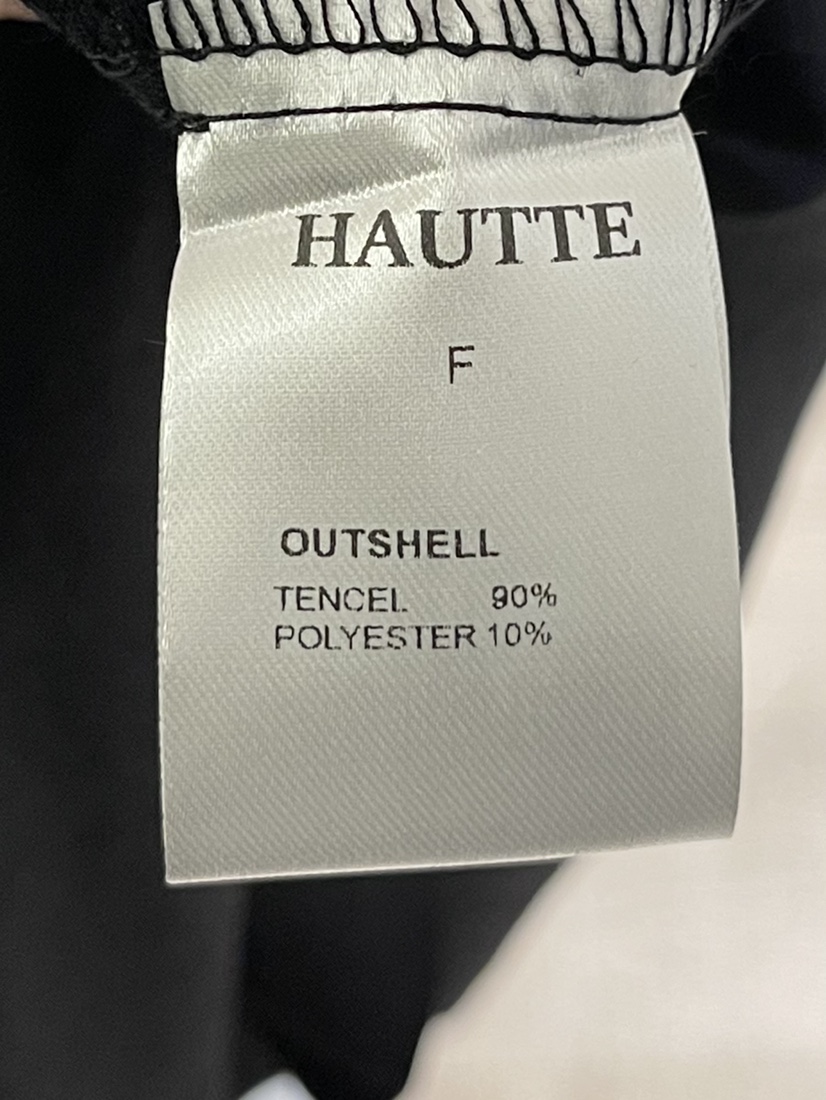 HAUTTE
F
OUTSHELL
TENCEL 90%
POLYESTER 10%